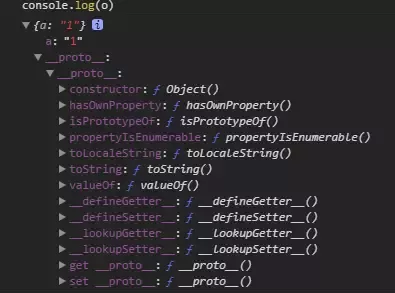 console.log(o)
▼ {a: "1"} i
a: "1"
▼ __proto__:
▼ __proto__:
▶ constructor: ƒ Object()
▶ hasOwnProperty: ƒ hasOwnProperty()
▶ isPrototypeOf: ƒ isPrototypeOf()
▶ propertyIsEnumerable: ƒ propertyIsEnumerable()
▶ toLocaleString: ƒ toLocaleString()
▶ toString: ƒ toString()
▶ valueOf: ƒ valueOf()
▶ __defineGetter__: ƒ __defineGetter__()
▶ __defineSetter__: ƒ __defineSetter__()
▶ __lookupGetter__: ƒ __lookupGetter__()
▶ __lookupSetter__: ƒ __lookupSetter__()
▶ get __proto__: ƒ __proto__()
▶ set __proto__: ƒ __proto__()